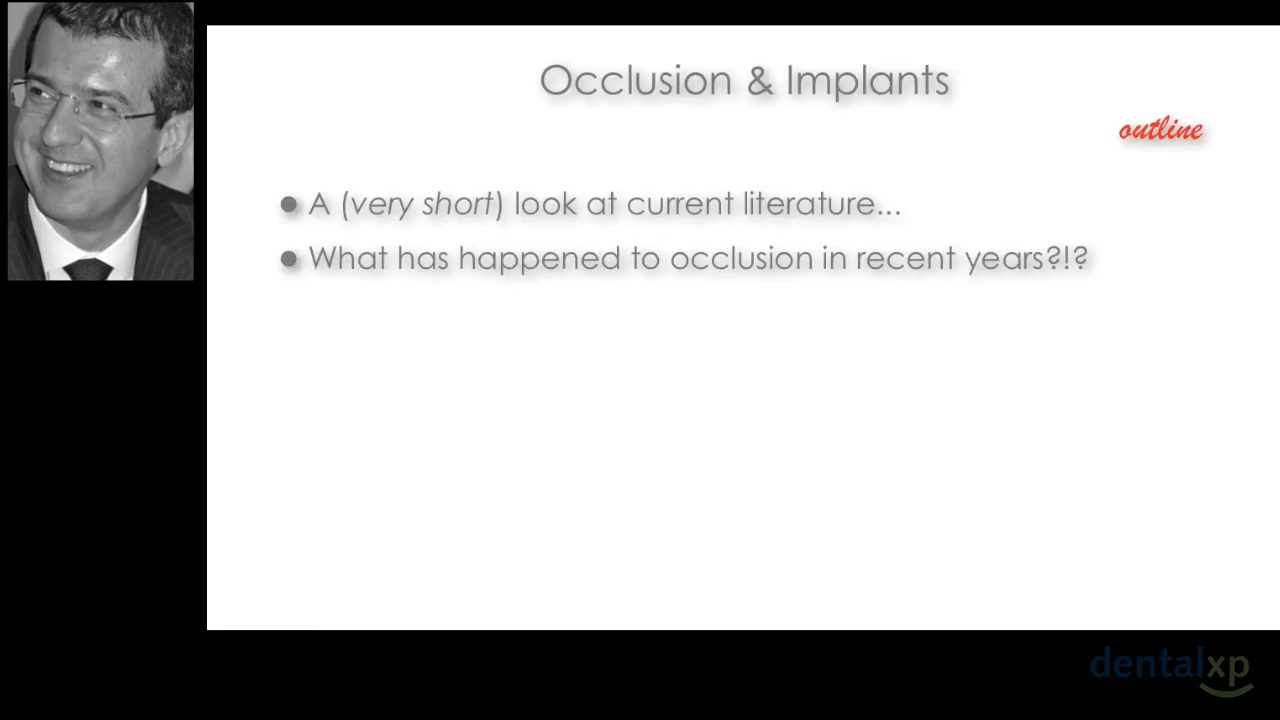 Occlusion & Implants
outline
● A (very short) look at current literature...
● What has happened to occlusion in recent years?!?
dentalxp